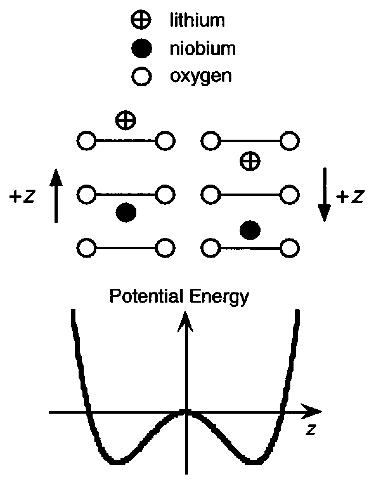 lithium
niobium
oxygen
+z
+z
Potential Energy
z